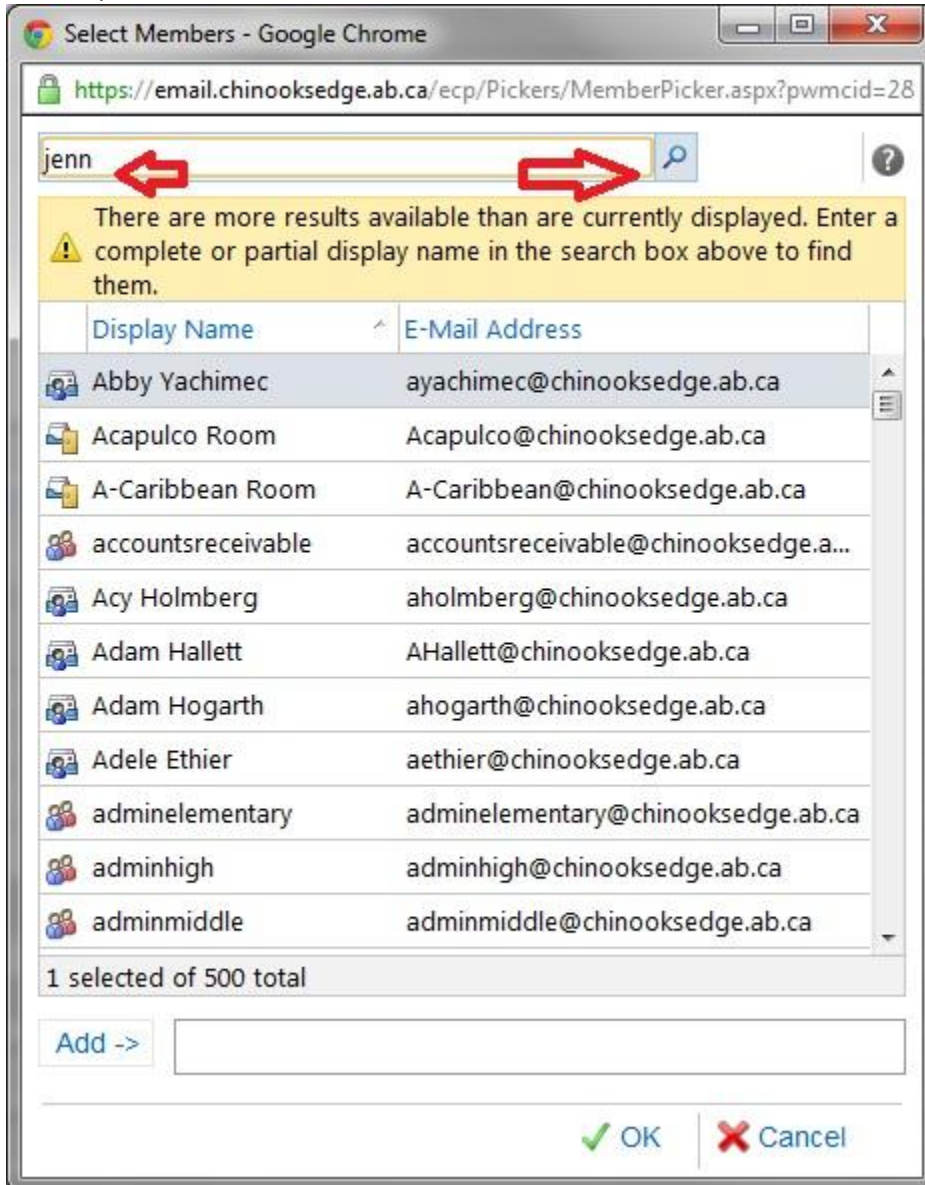 Select Members - Google Chrome
https://email.chinooksedge.ab.ca/ecp/Pickers/MemberPicker.aspx?pwmcid=28
jenn
There are more results available than are currently displayed. Enter a
complete or partial display name in the search box above to find
them.
Display Name E-Mail Address
Abby Yachimec ayachimec@chinooksedge.ab.ca
Acapulco Room Acapulco@chinooksedge.ab.ca
A-Caribbean Room A-Caribbean@chinooksedge.ab.ca
accountsreceivable accountsreceivable@chinooksedge.a...
Acy Holmberg aholmberg@chinooksedge.ab.ca
Adam Hallett AHallett@chinooksedge.ab.ca
Adam Hogarth ahogarth@chinooksedge.ab.ca
Adele Ethier aethier@chinooksedge.ab.ca
adminelementary adminelementary@chinooksedge.ab.ca
adminhigh adminhigh@chinooksedge.ab.ca
adminmiddle adminmiddle@chinooksedge.ab.ca
1 selected of 500 total
Add ->
OK Cancel